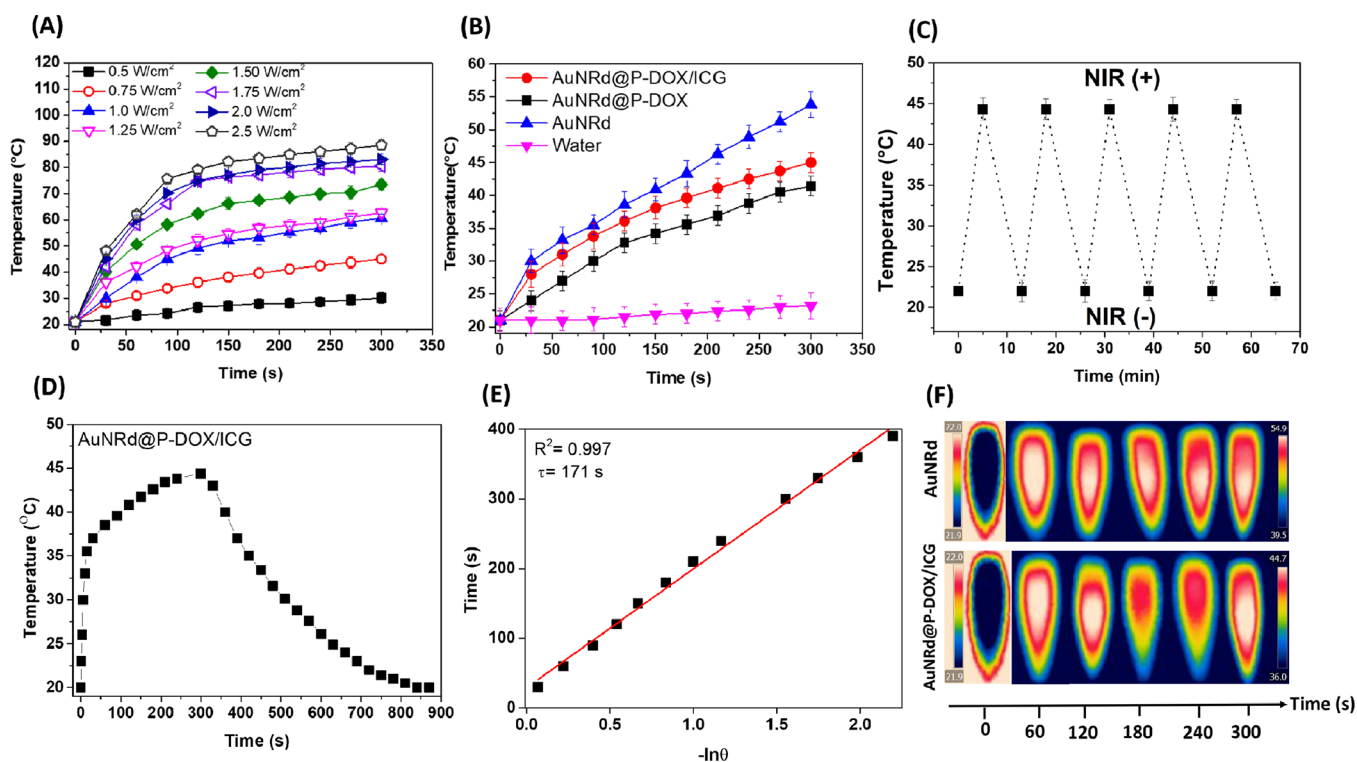 (A)
120
110
100
90
80
70
60
50
40
30
20
Temperature (°C)
0.5 W/cm²
0.75 W/cm²
1.0 W/cm²
1.25 W/cm²
1.50 W/cm²
1.75 W/cm²
2.0 W/cm²
2.5 W/cm²
0 50 100 150 200 250 300 350
Time (s)
(B)
60
55
50
45
40
35
30
25
20
Temperature(°C)
AuNRd@P-DOX/ICG
AuNRd@P-DOX
AuNRd
Water
0 50 100 150 200 250 300 350
Time (s)
(C)
50
45
40
35
30
25
20
Temperature (°C)
NIR (+)
NIR (-)
0 10 20 30 40 50 60 70
Time (min)
(D)
50
45
40
35
30
25
20
Temperature (°C)
AuNRd@P-DOX/ICG
0 100 200 300 400 500 600 700 800 900
Time (s)
(E)
400
300
200
100
0
Time (s)
R²= 0.997
τ= 171 s
0.0 0.5 1.0 1.5 2.0
-lnθ
(F)
AuNRd
22.0
21.9
54.9
39.5
AuNRd@P-DOX/ICG
22.0
21.9
44.7
36.0
Time (s)
0 60 120 180 240 300